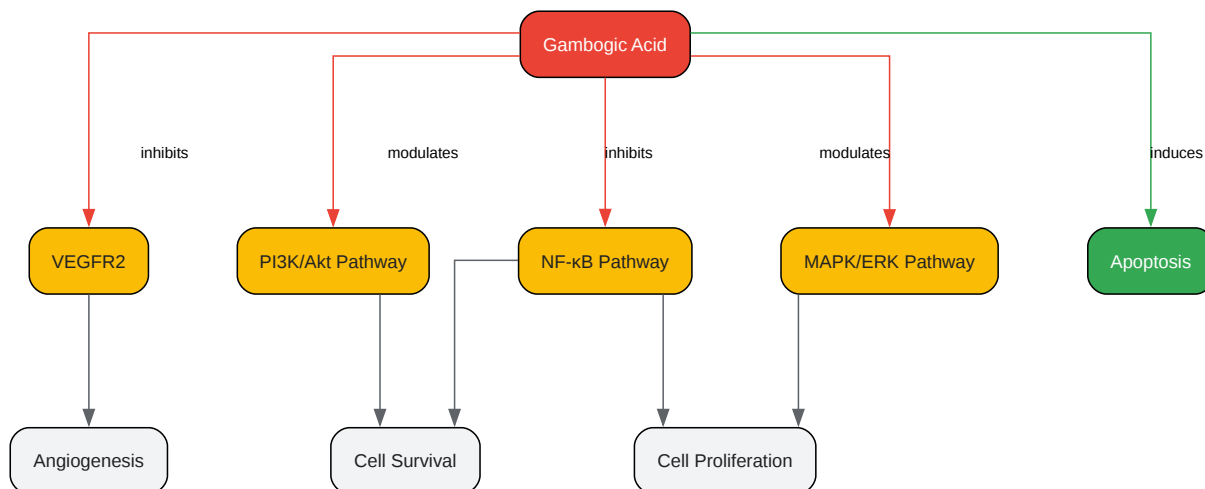 Gambogic Acid
inhibits
modulates
inhibits
modulates
induces
VEGFR2
PI3K/Akt Pathway
NF-κB Pathway
MAPK/ERK Pathway
Apoptosis
Angiogenesis
Cell Survival
Cell Proliferation